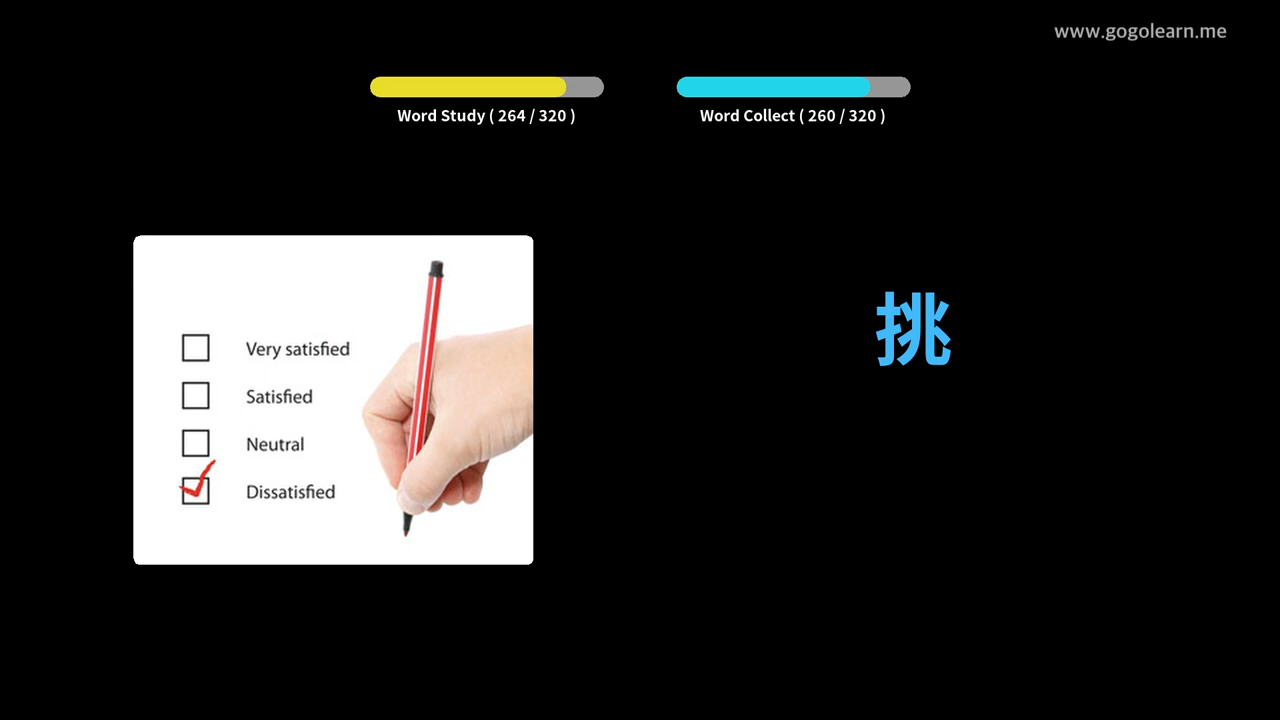 www.gogolearn.me
Word Study ( 264 / 320 )
Word Collect ( 260 / 320 )
Very satisfied
Satisfied
Neutral
Dissatisfied
挑